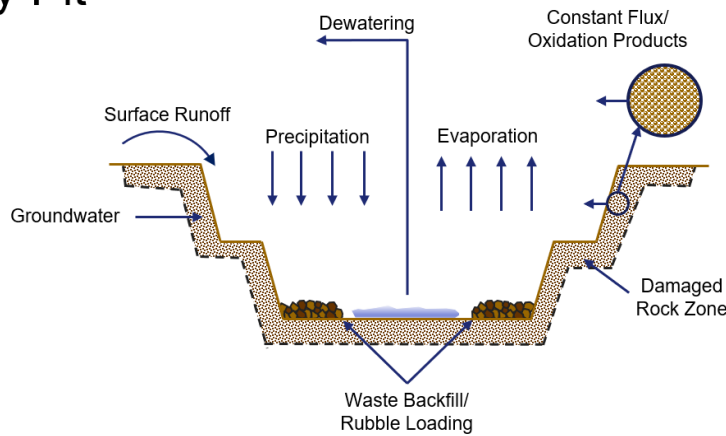 Dewatering
Constant Flux/
Oxidation Products
Surface Runoff
Precipitation
Evaporation
Groundwater
Damaged
Rock Zone
Waste Backfill/
Rubble Loading